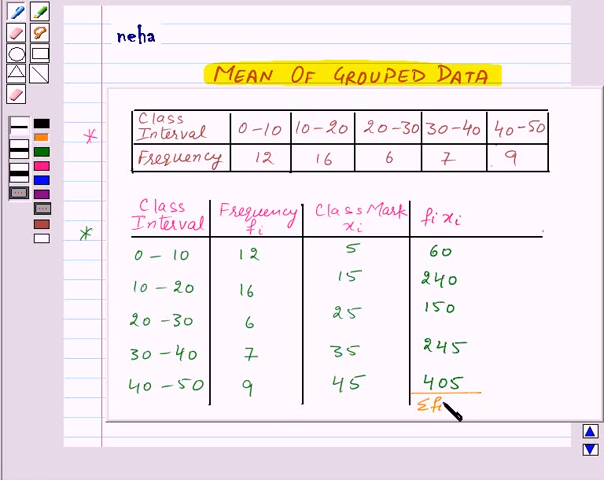 neha
MEAN OF GROUPED DATA
* Class Interval 0-10 10-20 20-30 30-40 40-50
Frequency 12 16 6 7 9
* Class Interval Frequency fi Class Mark xi fixi
0-10 12 5 60
10-20 16 15 240
20-30 6 25 150
30-40 7 35 245
40-50 9 45 405
Σfi